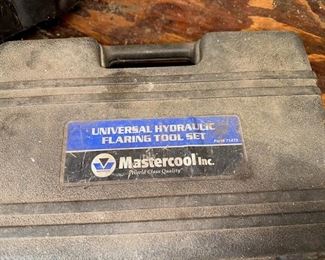 UNIVERSAL HYDRAULIC
FLARING TOOL SET
Mastercool Inc.
"World Class Quality"